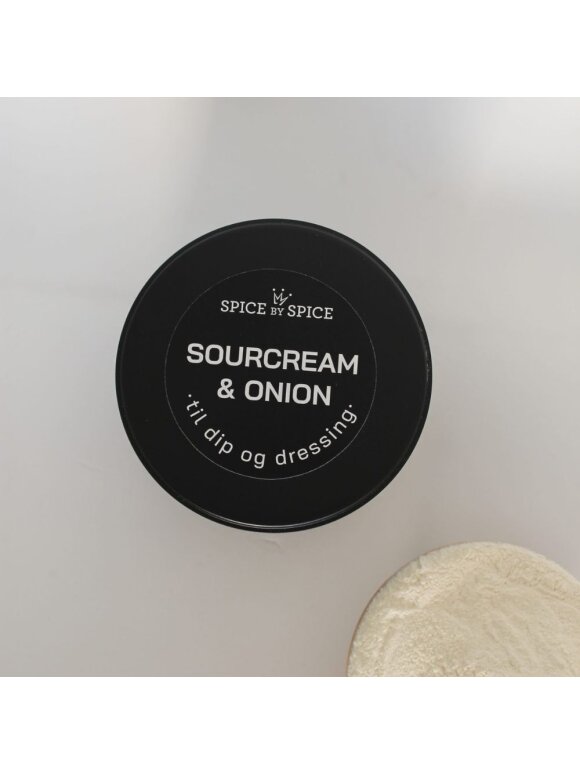 SPICE BY SPICE
SOURCREAM
& ONION
·til dip og dressing·